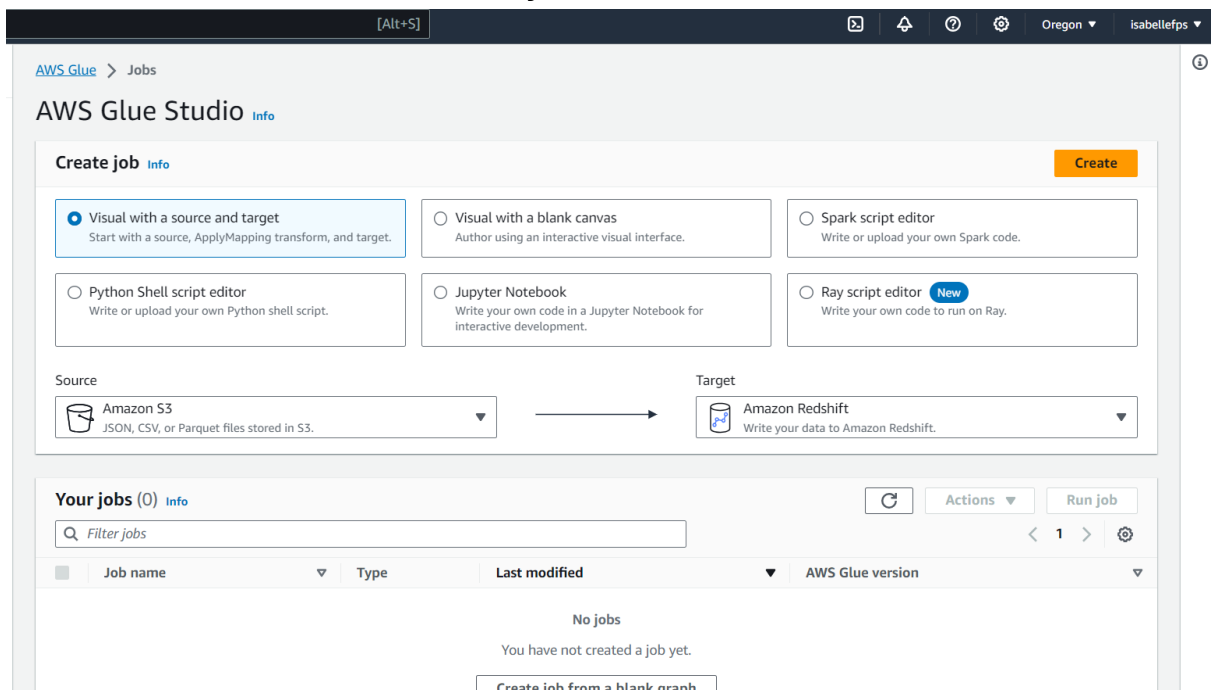 [Alt+S]
Oregon ▼
isabellefps ▼
AWS Glue > Jobs
AWS Glue Studio Info
Create job Info
Create
Visual with a source and target
Start with a source, ApplyMapping transform, and target.
Visual with a blank canvas
Author using an interactive visual interface.
Spark script editor
Write or upload your own Spark code.
Python Shell script editor
Write or upload your own Python shell script.
Jupyter Notebook
Write your own code in a Jupyter Notebook for
interactive development.
Ray script editor New
Write your own code to run on Ray.
Source
Amazon S3
JSON, CSV, or Parquet files stored in S3.
Target
Amazon Redshift
Write your data to Amazon Redshift.
Your jobs (0) Info
Actions ▼
Run job
Filter jobs
< 1 >
Job name
Type
Last modified
AWS Glue version
No jobs
You have not created a job yet.
Create job from a blank graph